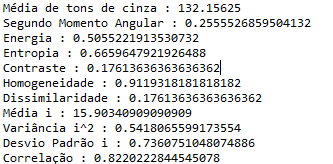 Média de tons de cinza : 132.15625
Segundo Momento Angular : 0.2555526859504132
Energia : 0.5055221913530732
Entropia : 0.6659647921926488
Contraste : 0.17613636363636362
Homogeneidade : 0.9119318181818182
Dissimilaridade : 0.17613636363636362
Média i : 15.90340909090909
Variância i^2 : 0.5418065599173554
Desvio Padrão i : 0.7360751048074886
Correlação : 0.8220222844545078